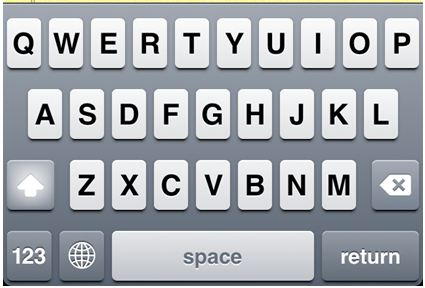 Q W E R T Y U I O P
A S D F G H J K L
Z X C V B N M
123 space return